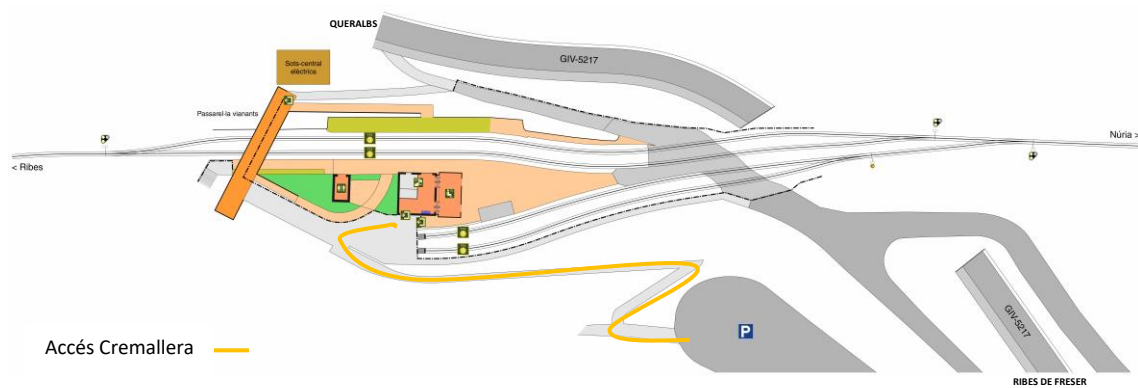 QUERALBS
GIV-5217
Sots-central
elèctrica
Passarel·la vianants
Núria >
< Ribes
P
GIV-5217
Accés Cremallera
RIBES DE FRESER